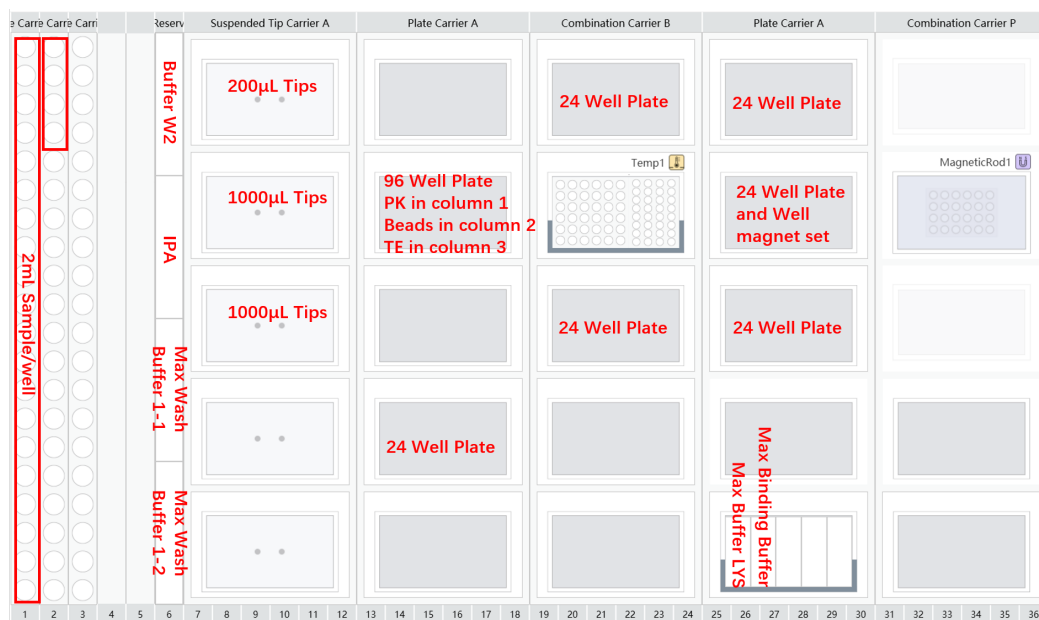 e Carre Carre Carri
Reserv
Suspended Tip Carrier A
Plate Carrier A
Combination Carrier B
Plate Carrier A
Combination Carrier P
2mL Sample/well
Buffer W2
IPA
Max Wash
Buffer 1-1
Max Wash
Buffer 1-2
200μL Tips
1000μL Tips
1000μL Tips
96 Well Plate
PK in column 1
Beads in column 2
TE in column 3
24 Well Plate
24 Well Plate
Temp1
24 Well Plate
24 Well Plate
24 Well Plate
and Well
magnet set
24 Well Plate
Max Binding Buffer
Max Buffer LYS
MagneticRod1
1 2 3 4 5 6 7 8 9 10 11 12 13 14 15 16 17 18 19 20 21 22 23 24 25 26 27 28 29 30 31 32 33 34 35 36